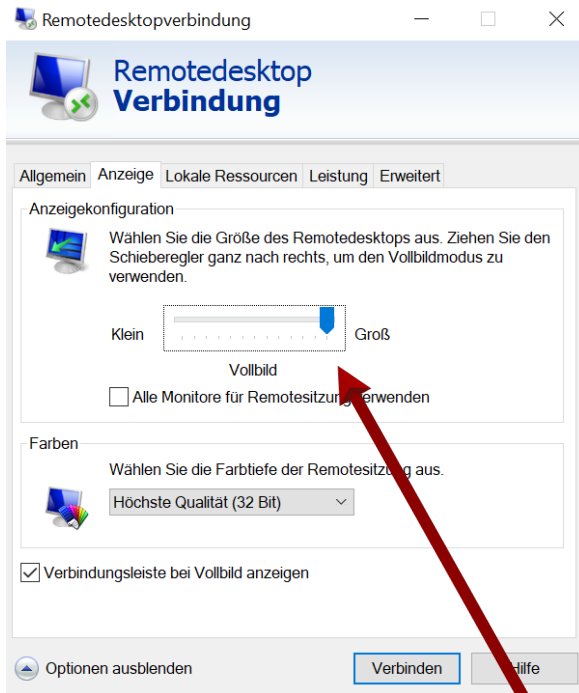 Remotedesktopverbindung
Remotedesktop
Verbindung
Allgemein Anzeige Lokale Ressourcen Leistung Erweitert
Anzeigekonfiguration
Wählen Sie die Größe des Remotedesktops aus. Ziehen Sie den
Schieberegler ganz nach rechts, um den Vollbildmodus zu
verwenden.
Klein Groß
Vollbild
Alle Monitore für Remotesitzung verwenden
Farben
Wählen Sie die Farbtiefe der Remotesitzung aus.
Höchste Qualität (32 Bit)
Verbindungsleiste bei Vollbild anzeigen
Optionen ausblenden Verbinden Hilfe